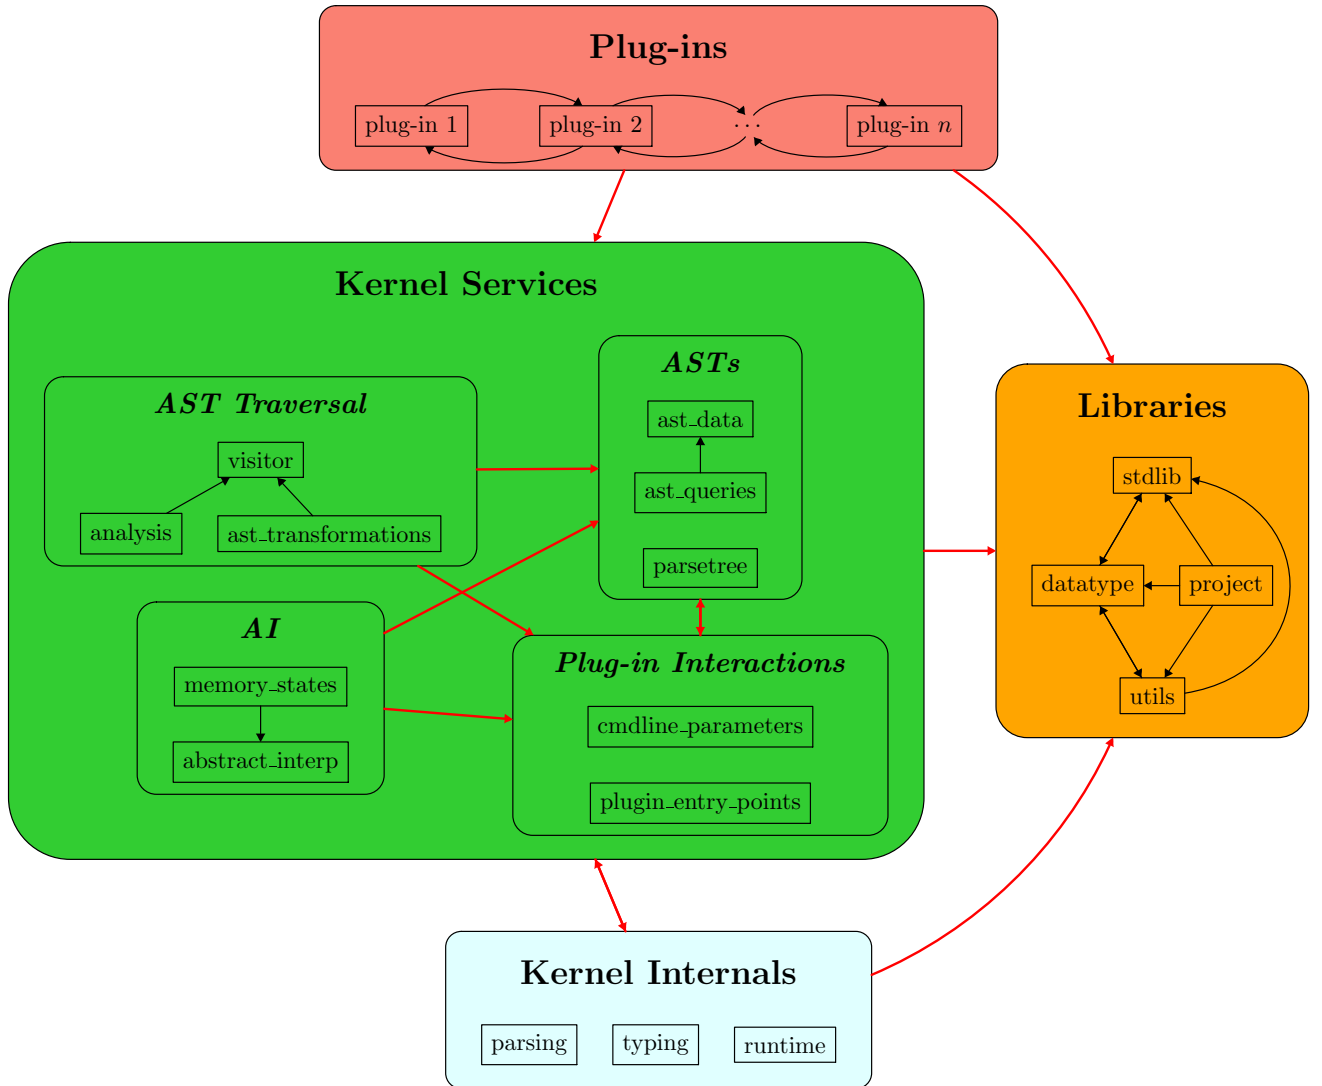 Plug-ins
plug-in 1
plug-in 2
...
plug-in n
Kernel Services
AST Traversal
visitor
analysis
ast_transformations
ASTs
ast_data
ast_queries
parsetree
AI
memory_states
abstract_interp
Plug-in Interactions
cmdline_parameters
plugin_entry_points
Libraries
stdlib
datatype
project
utils
Kernel Internals
parsing
typing
runtime